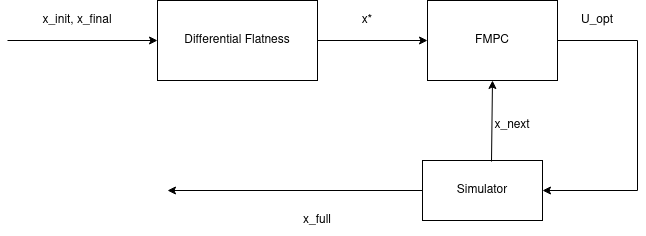 x_init, x_final
Differential Flatness
x*
FMPC
U_opt
x_next
Simulator
x_full